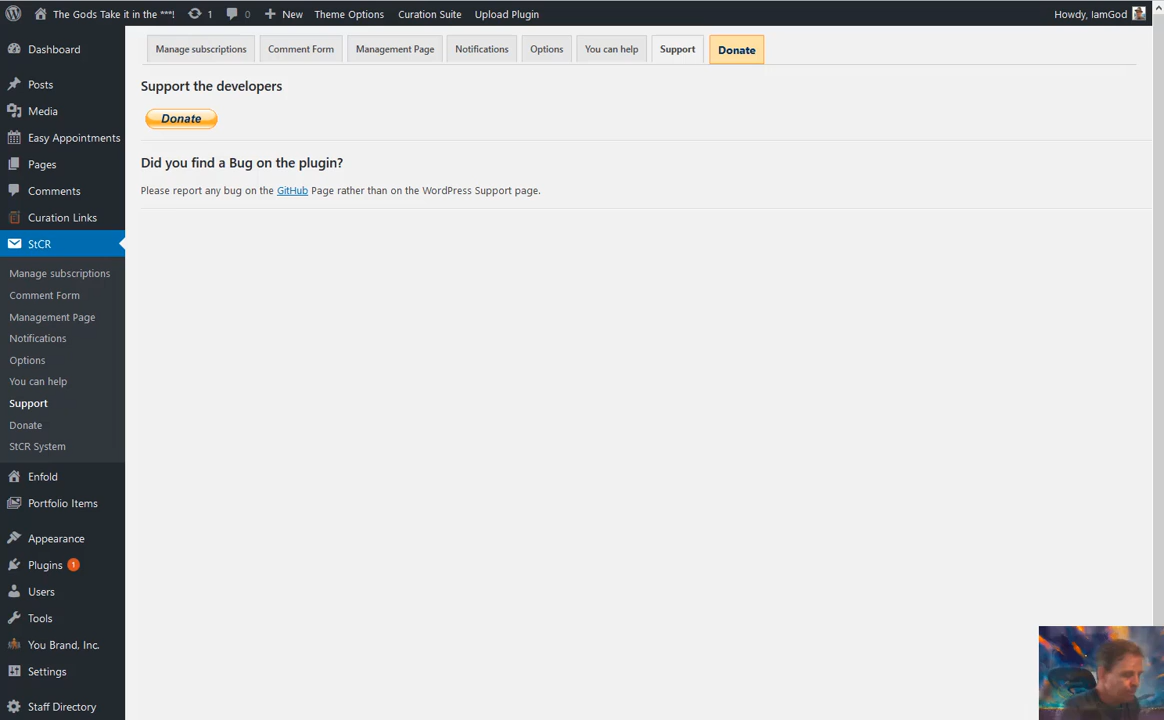 The Gods Take it in the ***! 1 0 New Theme Options Curation Suite Upload Plugin Howdy, IamGod
Dashboard
Posts
Media
Easy Appointments
Pages
Comments
Curation Links
StCR
Manage subscriptions
Comment Form
Management Page
Notifications
Options
You can help
Support
Donate
StCR System
Enfold
Portfolio Items
Appearance
Plugins 1
Users
Tools
You Brand, Inc.
Settings
Staff Directory
Manage subscriptions Comment Form Management Page Notifications Options You can help Support Donate
Support the developers
Donate
Did you find a Bug on the plugin?
Please report any bug on the GitHub Page rather than on the WordPress Support page.